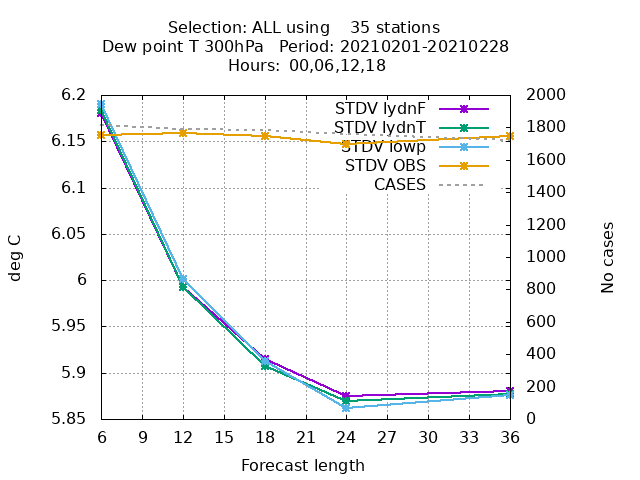 Selection: ALL using    35 stations
Dew point T 300hPa   Period: 20210201-20210228
Hours:  00,06,12,18
6.2
6.15
6.1
6.05
6
5.95
5.9
5.85
deg C
2000
1800
1600
1400
1200
1000
800
600
400
200
0
No cases
STDV lydnF
STDV lydnT
STDV
STDV OBS
CASES
6 9 12 15 18 21 24 27 30 33 36
Forecast length